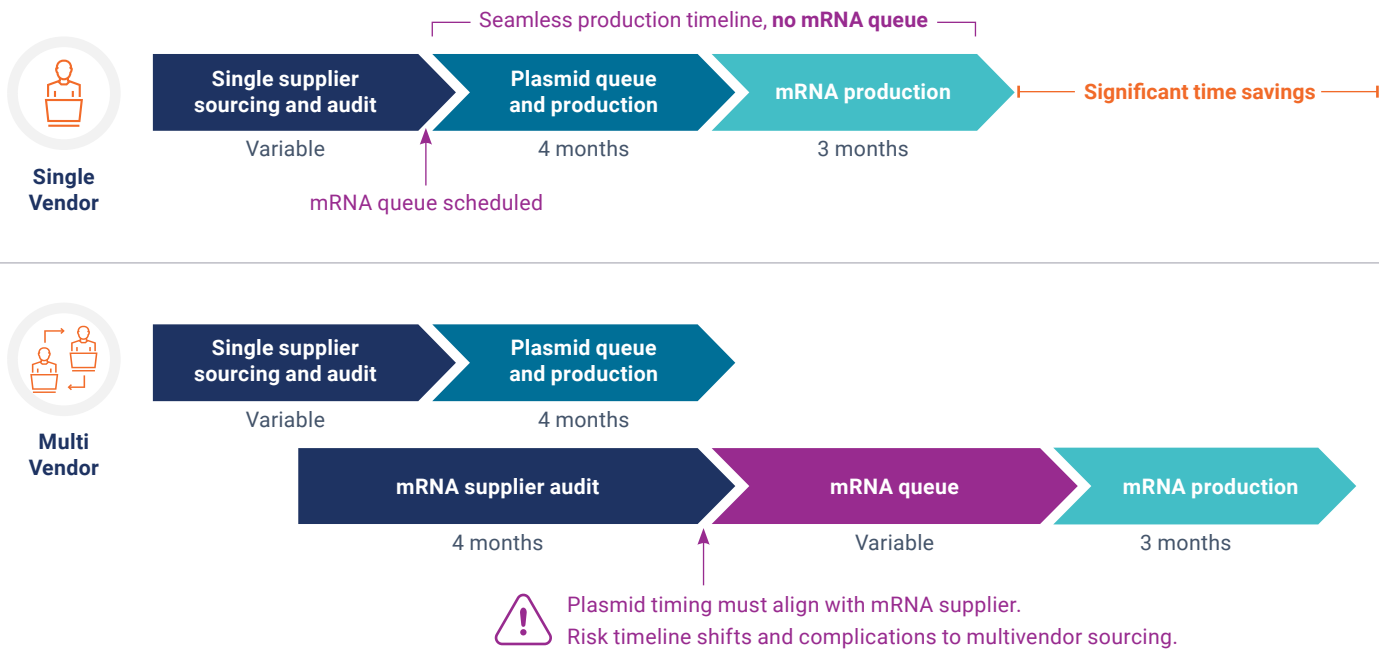 Seamless production timeline, no mRNA queue
Single supplier
sourcing and audit
Plasmid queue
and production
mRNA production
Significant time savings
Variable
4 months
3 months
Single
Vendor
mRNA queue scheduled
Single supplier
sourcing and audit
Plasmid queue
and production
Variable
4 months
Multi
Vendor
mRNA supplier audit
mRNA queue
mRNA production
4 months
Variable
3 months
Plasmid timing must align with mRNA supplier.
Risk timeline shifts and complications to multivendor sourcing.